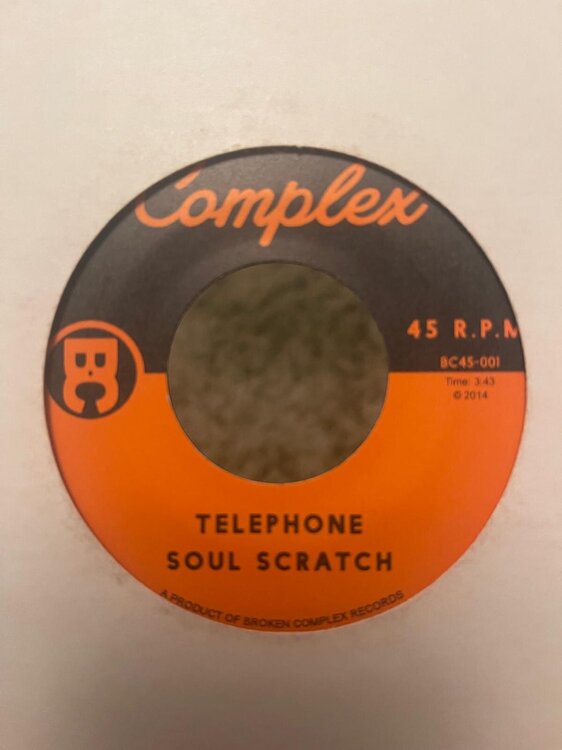 Complex
45 R.P.M
BC45-001
Time: 3:43
© 2014
TELEPHONE
SOUL SCRATCH
A PRODUCT OF BROKEN COMPLEX RECORDS